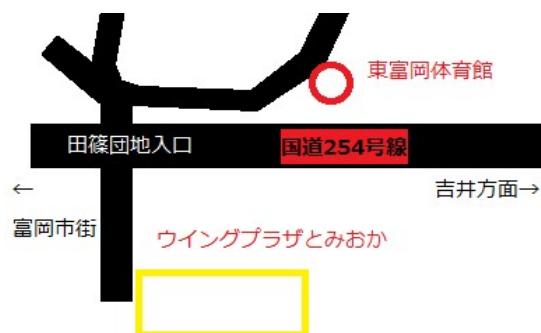 東富岡体育館
田篠団地入口
国道254号線
←
吉井方面→
富岡市街
ウイングプラザとみおか